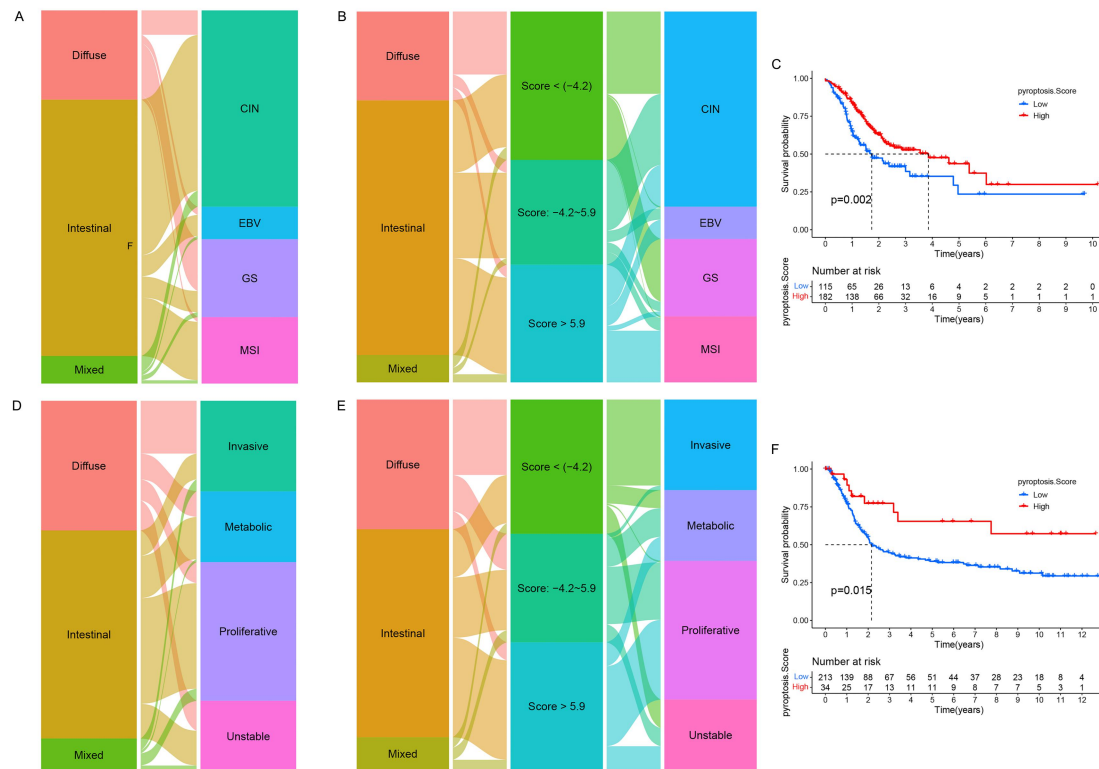 A
Diffuse
Intestinal
F
Mixed
CIN
EBV
GS
MSI
B
Diffuse
Intestinal
Mixed
Score < (−4.2)
Score: −4.2~5.9
Score > 5.9
CIN
EBV
GS
MSI
C
pyroptosis.Score
Low
High
Survival probability
1.00
0.75
0.50
0.25
0.00
p=0.002
0 1 2 3 4 5 6 7 8 9 10
Time(years)
Number at risk
pyroptosis.Score
Low 115 65 26 13 6 4 2 2 2 2 0
High 182 138 66 32 16 9 5 1 1 1 1
0 1 2 3 4 5 6 7 8 9 10
Time(years)
D
Diffuse
Intestinal
Mixed
Invasive
Metabolic
Proliferative
Unstable
E
Diffuse
Intestinal
Mixed
Score < (−4.2)
Score: −4.2~5.9
Score > 5.9
Invasive
Metabolic
Proliferative
Unstable
F
pyroptosis.Score
Low
High
Survival probability
1.00
0.75
0.50
0.25
0.00
p=0.015
0 1 2 3 4 5 6 7 8 9 10 11 12
Time(years)
Number at risk
pyroptosis.Score
Low 213 139 88 67 56 51 44 37 28 23 18 8 4
High 34 25 17 13 11 11 9 8 7 7 5 3 1
0 1 2 3 4 5 6 7 8 9 10 11 12
Time(years)